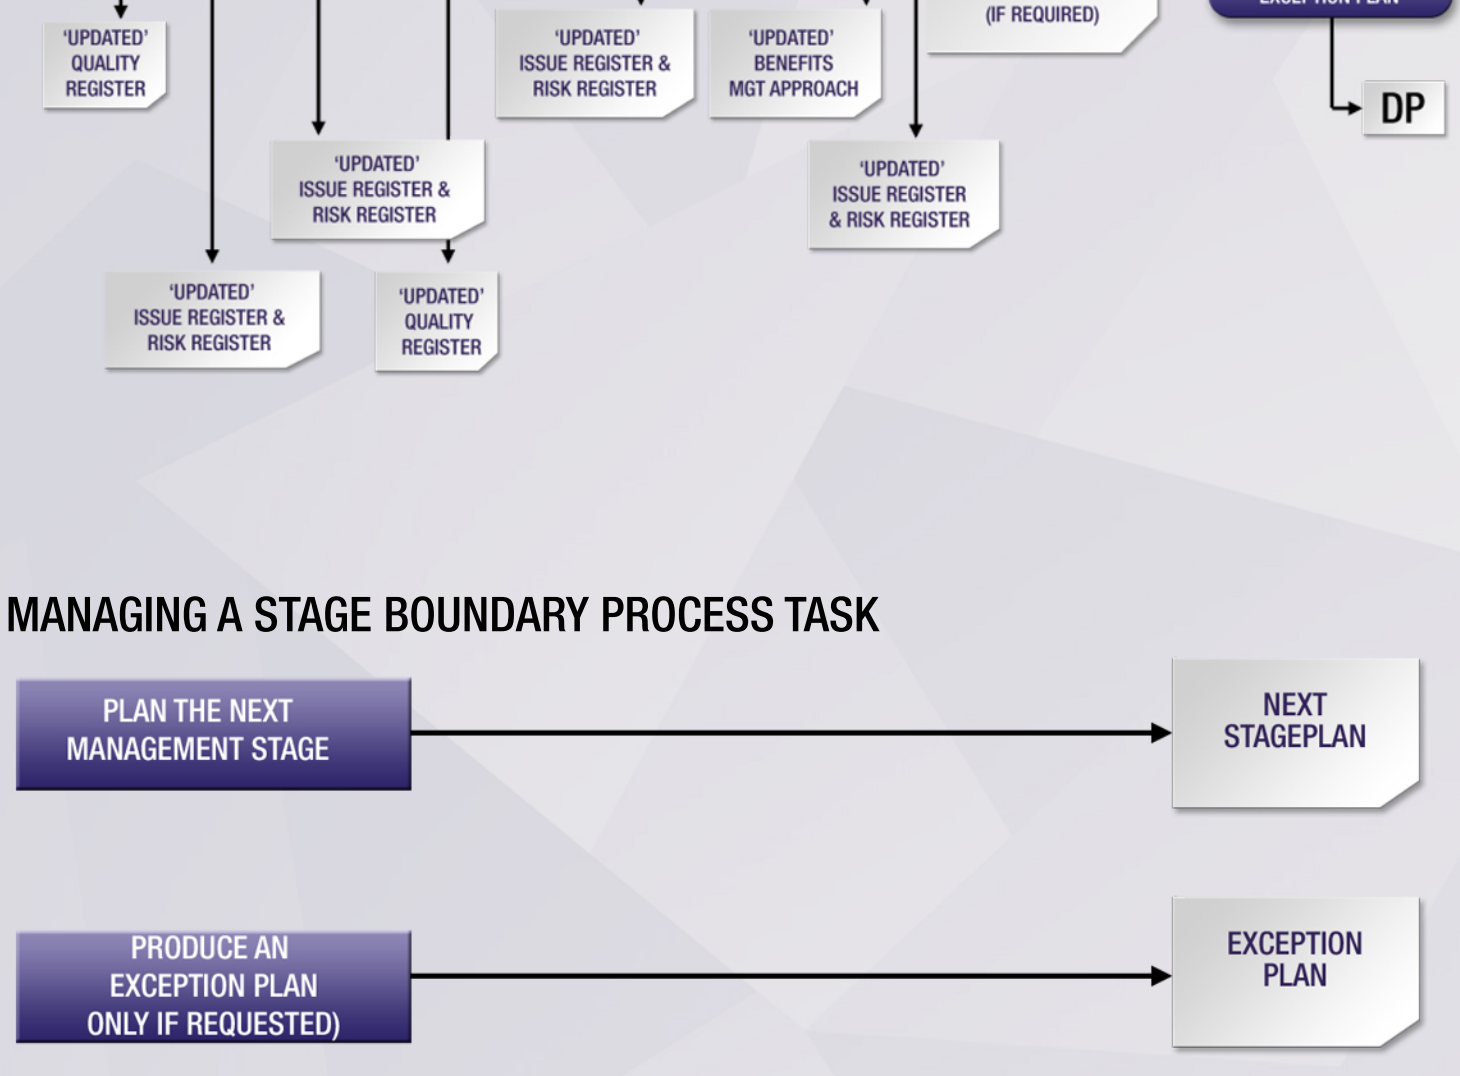 EXCEPTION PLAN
(IF REQUIRED)
‘UPDATED’
QUALITY
REGISTER
‘UPDATED’
ISSUE REGISTER &
RISK REGISTER
‘UPDATED’
BENEFITS
MGT APPROACH
DP
‘UPDATED’
ISSUE REGISTER &
RISK REGISTER
‘UPDATED’
ISSUE REGISTER
& RISK REGISTER
‘UPDATED’
ISSUE REGISTER &
RISK REGISTER
‘UPDATED’
QUALITY
REGISTER
MANAGING A STAGE BOUNDARY PROCESS TASK
PLAN THE NEXT
MANAGEMENT STAGE
NEXT
STAGEPLAN
PRODUCE AN
EXCEPTION PLAN
ONLY IF REQUESTED)
EXCEPTION
PLAN